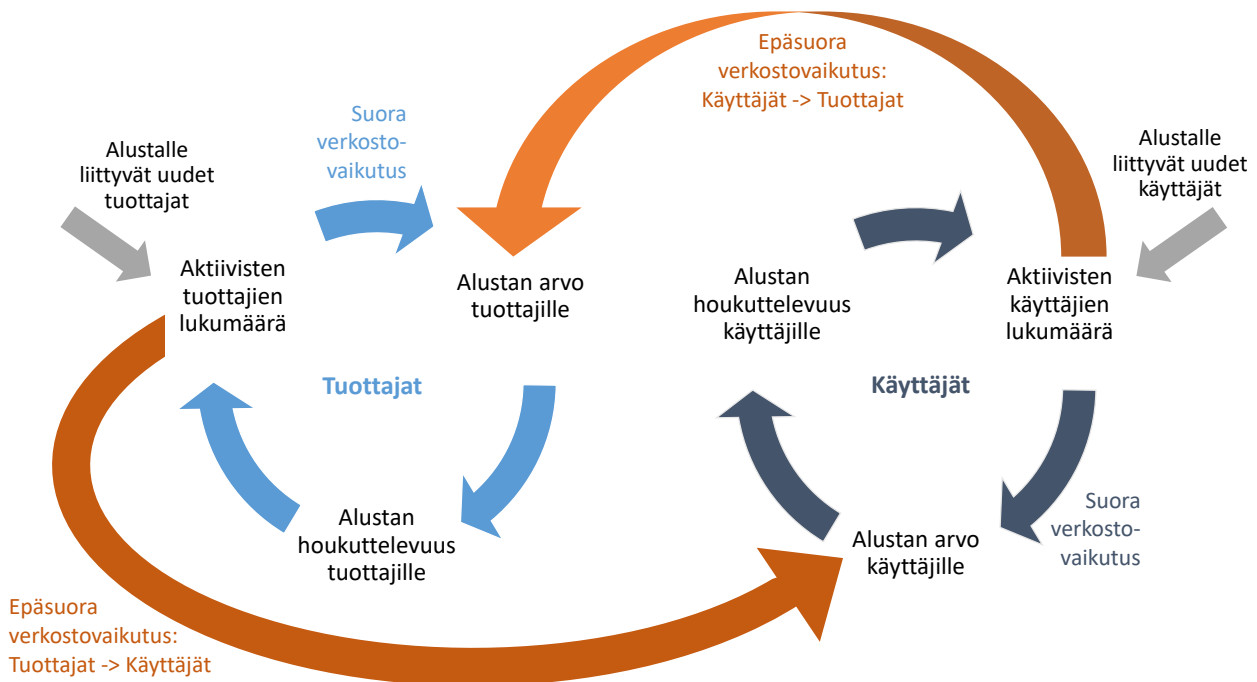 Epäsuora
verkostovaikutus:
Käyttäjät -> Tuottajat
Suora
verkosto-
vaikutus
Alustalle
liittyvät uudet
tuottajat
Alustalle
liittyvät uudet
käyttäjät
Aktiivisten
tuottajien
lukumäärä
Alustan arvo
tuottajille
Alustan
houkuttelevuus
käyttäjille
Aktiivisten
käyttäjien
lukumäärä
Tuottajat
Käyttäjät
Alustan
houkuttelevuus
tuottajille
Alustan arvo
käyttäjille
Suora
verkosto-
vaikutus
Epäsuora
verkostovaikutus:
Tuottajat -> Käyttäjät